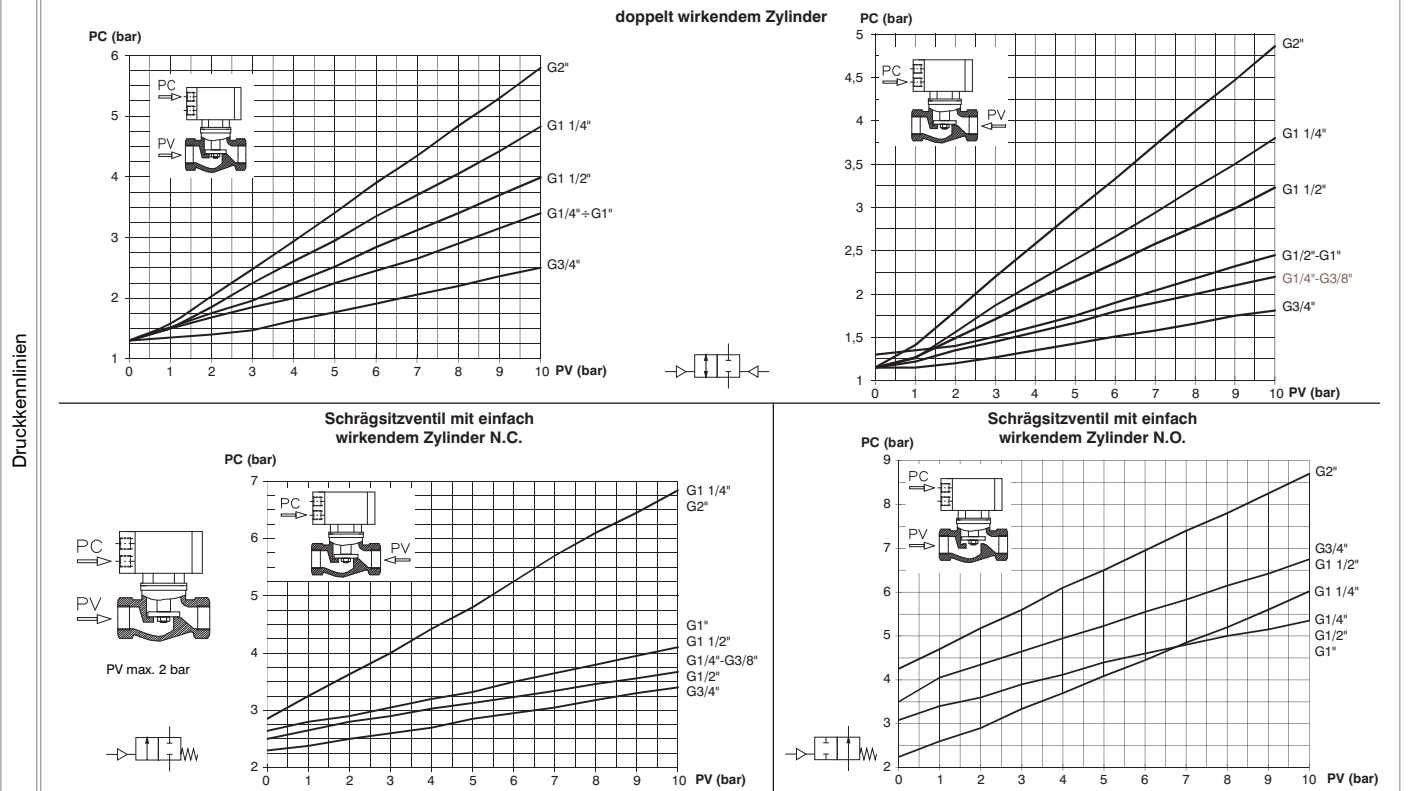 doppelt wirkendem Zylinder
PC (bar)
6
5
4
3
2
1
PC
PV
G2"
G1 1/4"
G1 1/2"
G1/4"÷G1"
G3/4"
0 1 2 3 4 5 6 7 8 9 10 PV (bar)
PC (bar)
5
4,5
4
3,5
3
2,5
2
1,5
1
PC
PV
G2"
G1 1/4"
G1 1/2"
G1/2"-G1"
G1/4"-G3/8"
G3/4"
0 1 2 3 4 5 6 7 8 9 10 PV (bar)
Druckkennlinien
Schrägsitzventil mit einfach
wirkendem Zylinder N.C.
PC (bar)
7
6
5
4
3
2
PC
PV
PC
PV
PV max. 2 bar
G1 1/4"
G2"
G1"
G1 1/2"
G1/4"-G3/8"
G1/2"
G3/4"
0 1 2 3 4 5 6 7 8 9 10 PV (bar)
Schrägsitzventil mit einfach
wirkendem Zylinder N.O.
PC (bar)
9
8
7
6
5
4
3
2
PC
PV
G2"
G3/4"
G1 1/2"
G1 1/4"
G1/4"
G1/2"
G1"
0 1 2 3 4 5 6 7 8 9 10 PV (bar)